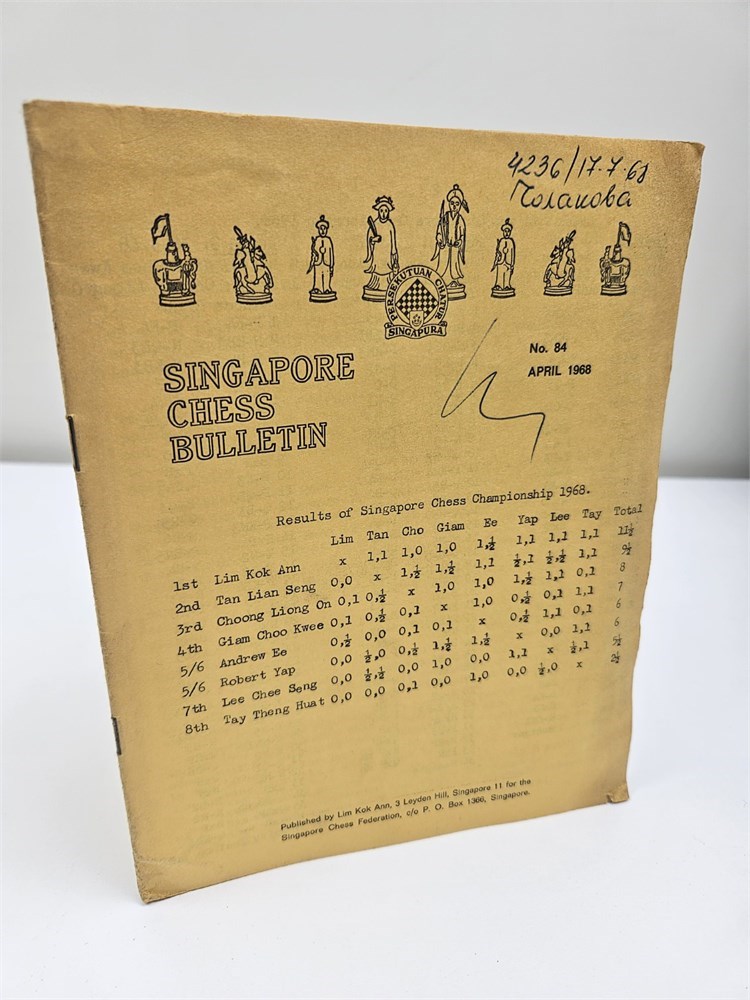 4236/17.7.68
Чолакова
PERSEKUTUAN CHATUR
SINGAPURA
No. 84
APRIL 1968
SINGAPORE
CHESS
BULLETIN
Results of Singapore Chess Championship 1968.
Lim Tan Cho Giam Ee Yap Lee Tay Total
1st Lim Kok Ann x 1,1 1,0 1,0 1,½ 1,1 1,1 1,1 11½
2nd Tan Lian Seng 0,0 x 1,½ 1,½ 1,1 ½,1 ½,½ 1,1 9½
3rd Choong Liong On 0,1 0,½ x 1,0 1,0 1,½ 1,1 0,1 8
4th Giam Choo Kwee 0,1 0,½ 0,1 x 1,0 0,½ 0,1 1,1 7
5/6 Andrew Ee 0,½ 0,0 0,1 0,1 x 0,½ 1,1 0,1 6
5/6 Robert Yap 0,0 ½,0 0,½ 1,½ 1,½ x 0,0 1,1 6
7th Lee Chee Seng 0,0 ½,½ 0,0 1,0 0,0 1,1 x ½,1 5½
8th Tay Theng Huat 0,0 0,0 0,1 0,0 1,0 0,0 ½,0 x 2½
Published by Lim Kok Ann, 3 Leyden Hill, Singapore 11 for the
Singapore Chess Federation, c/o P. O. Box 1366, Singapore.